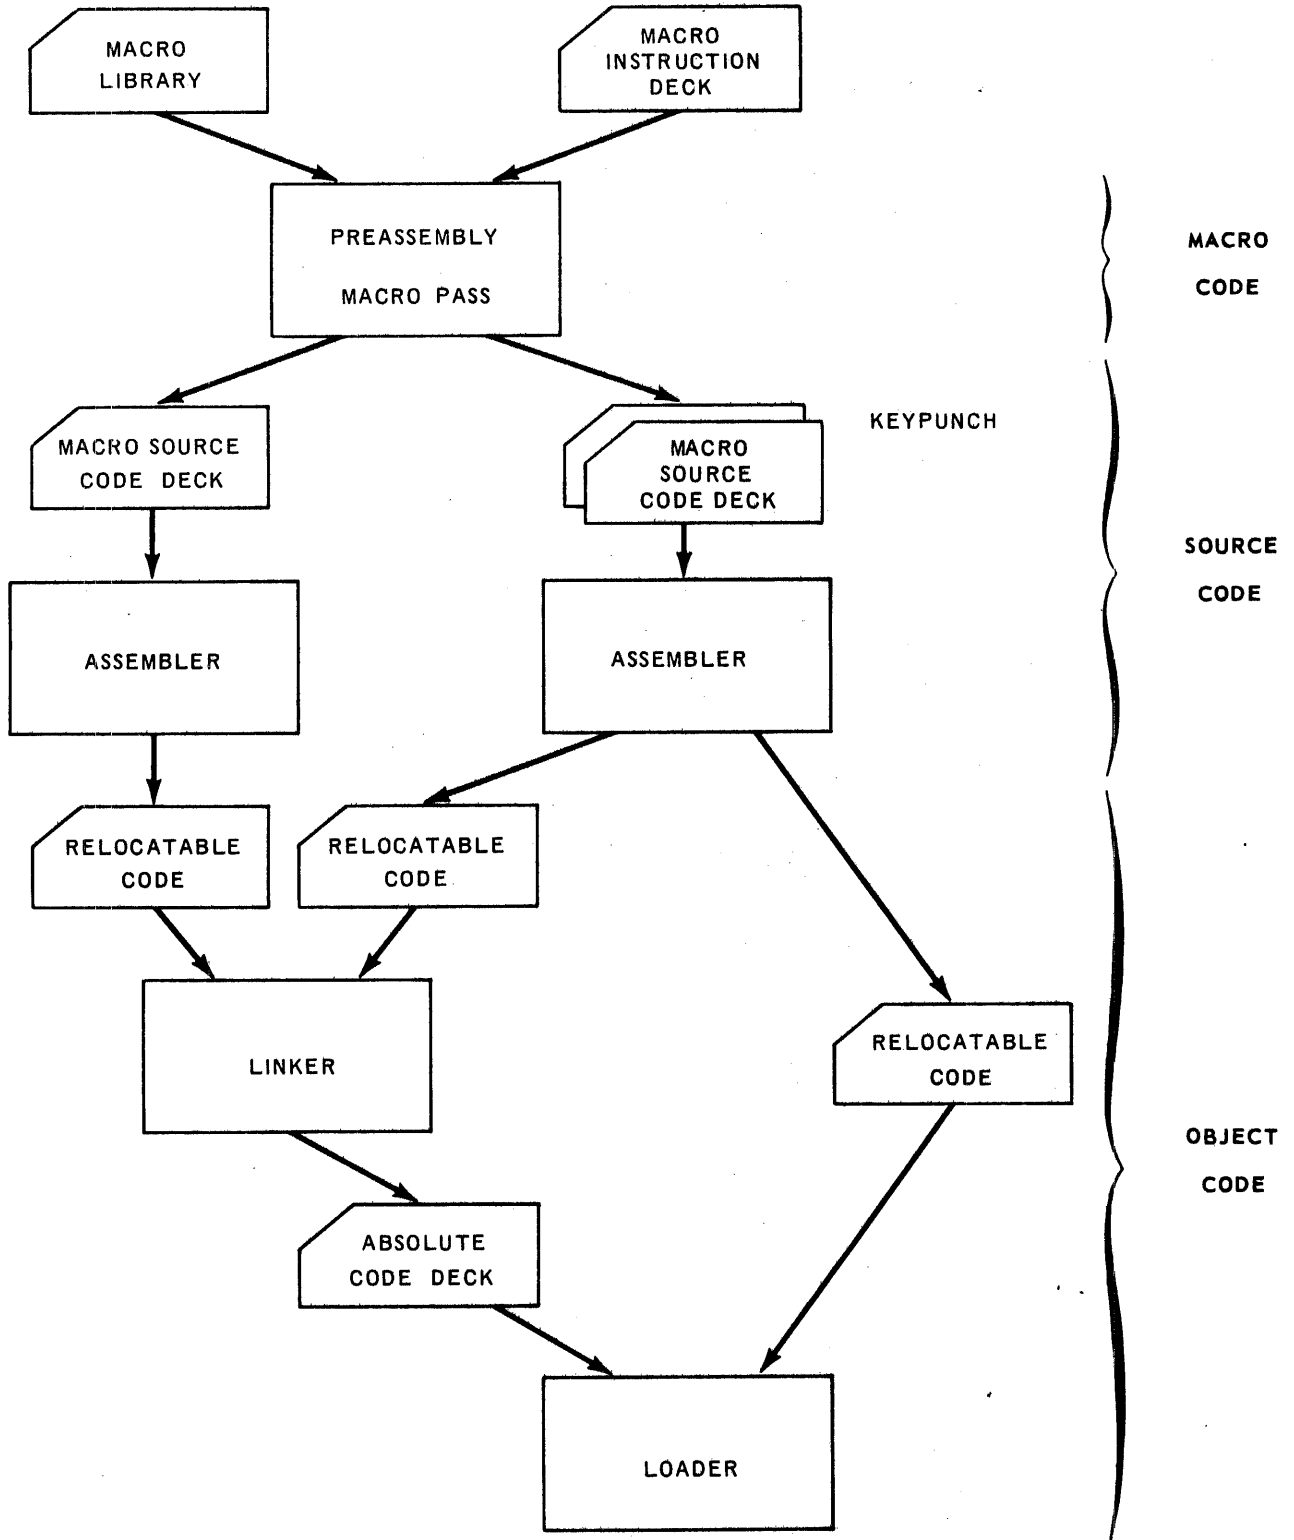 MACRO
LIBRARY
MACRO
INSTRUCTION
DECK
PREASSEMBLY
MACRO PASS
MACRO
CODE
MACRO SOURCE
CODE DECK
MACRO
SOURCE
CODE DECK
KEYPUNCH
SOURCE
CODE
ASSEMBLER
ASSEMBLER
RELOCATABLE
CODE
RELOCATABLE
CODE
LINKER
RELOCATABLE
CODE
OBJECT
CODE
ABSOLUTE
CODE DECK
LOADER